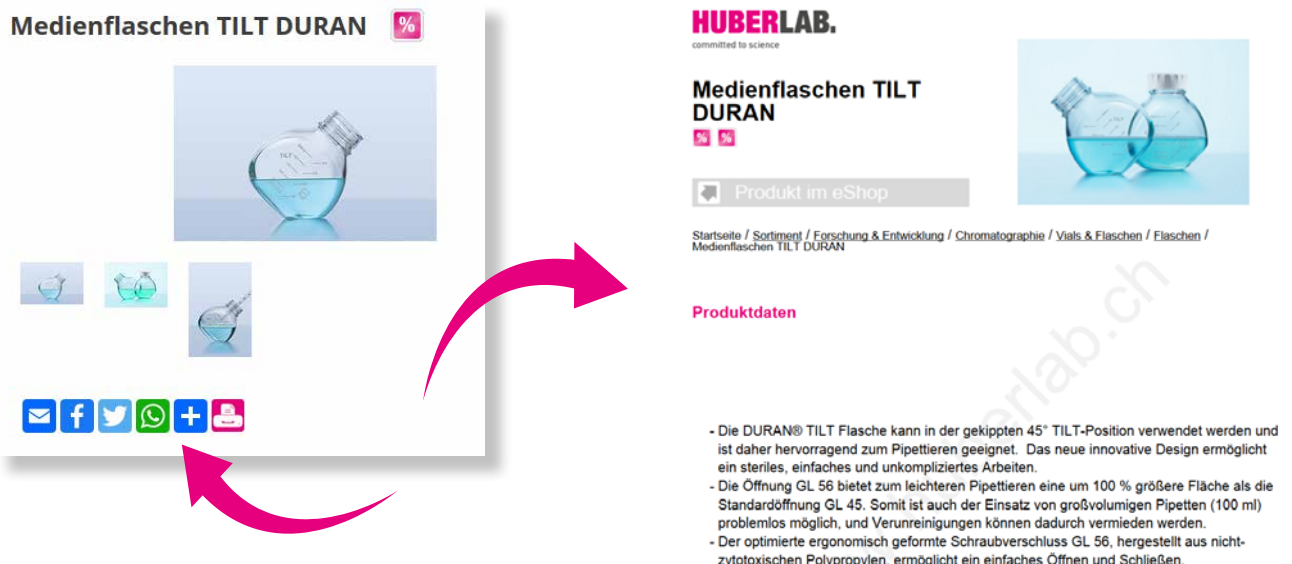 Medienflaschen TILT DURAN %
TILT
HUBERLAB.
committed to science
Medienflaschen TILT
DURAN
% %
Produkt im eShop
Startseite / Sortiment / Forschung & Entwicklung / Chromatographie / Vials & Flaschen / Flaschen /
Medienflaschen TILT DURAN
Produktdaten
- Die DURAN® TILT Flasche kann in der gekippten 45° TILT-Position verwendet werden und
ist daher hervorragend zum Pipettieren geeignet. Das neue innovative Design ermöglicht
ein steriles, einfaches und unkompliziertes Arbeiten.
- Die Öffnung GL 56 bietet zum leichteren Pipettieren eine um 100 % größere Fläche als die
Standardöffnung GL 45. Somit ist auch der Einsatz von großvolumigen Pipetten (100 ml)
problemlos möglich, und Verunreinigungen können dadurch vermieden werden.
- Der optimierte ergonomisch geformte Schraubverschluss GL 56, hergestellt aus nicht-
zytotoxischen Polypropylen, ermöglicht ein einfaches Öffnen und Schließen.
huberlab.ch